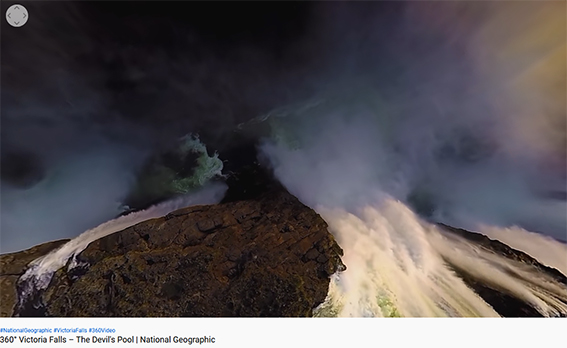 #NationalGeographic #VictoriaFalls #360Video
360° Victoria Falls – The Devil's Pool | National Geographic